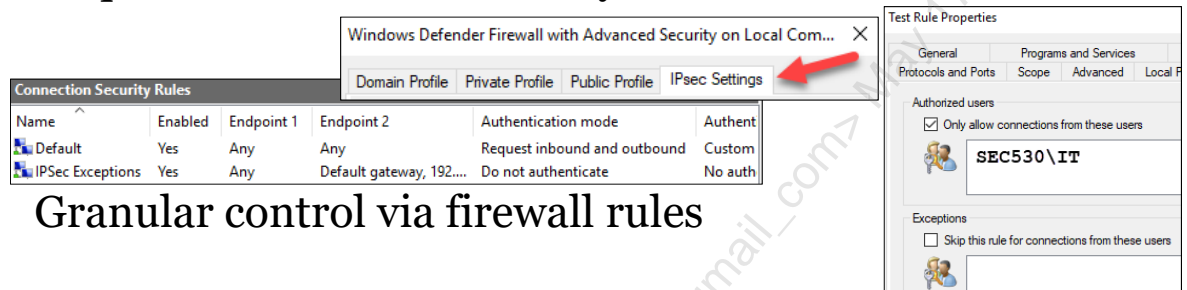 Windows Defender Firewall with Advanced Security on Local Com...
Domain Profile Private Profile Public Profile IPsec Settings
Connection Security Rules
Name Enabled Endpoint 1 Endpoint 2 Authentication mode Authent
Default Yes Any Any Request inbound and outbound Custom
IPSec Exceptions Yes Any Default gateway, 192.... Do not authenticate No auth
Granular control via firewall rules
Test Rule Properties
General Programs and Services
Protocols and Ports Scope Advanced Local P
Authorized users
Only allow connections from these users
SEC530\IT
Exceptions
Skip this rule for connections from these users
mail_com> May